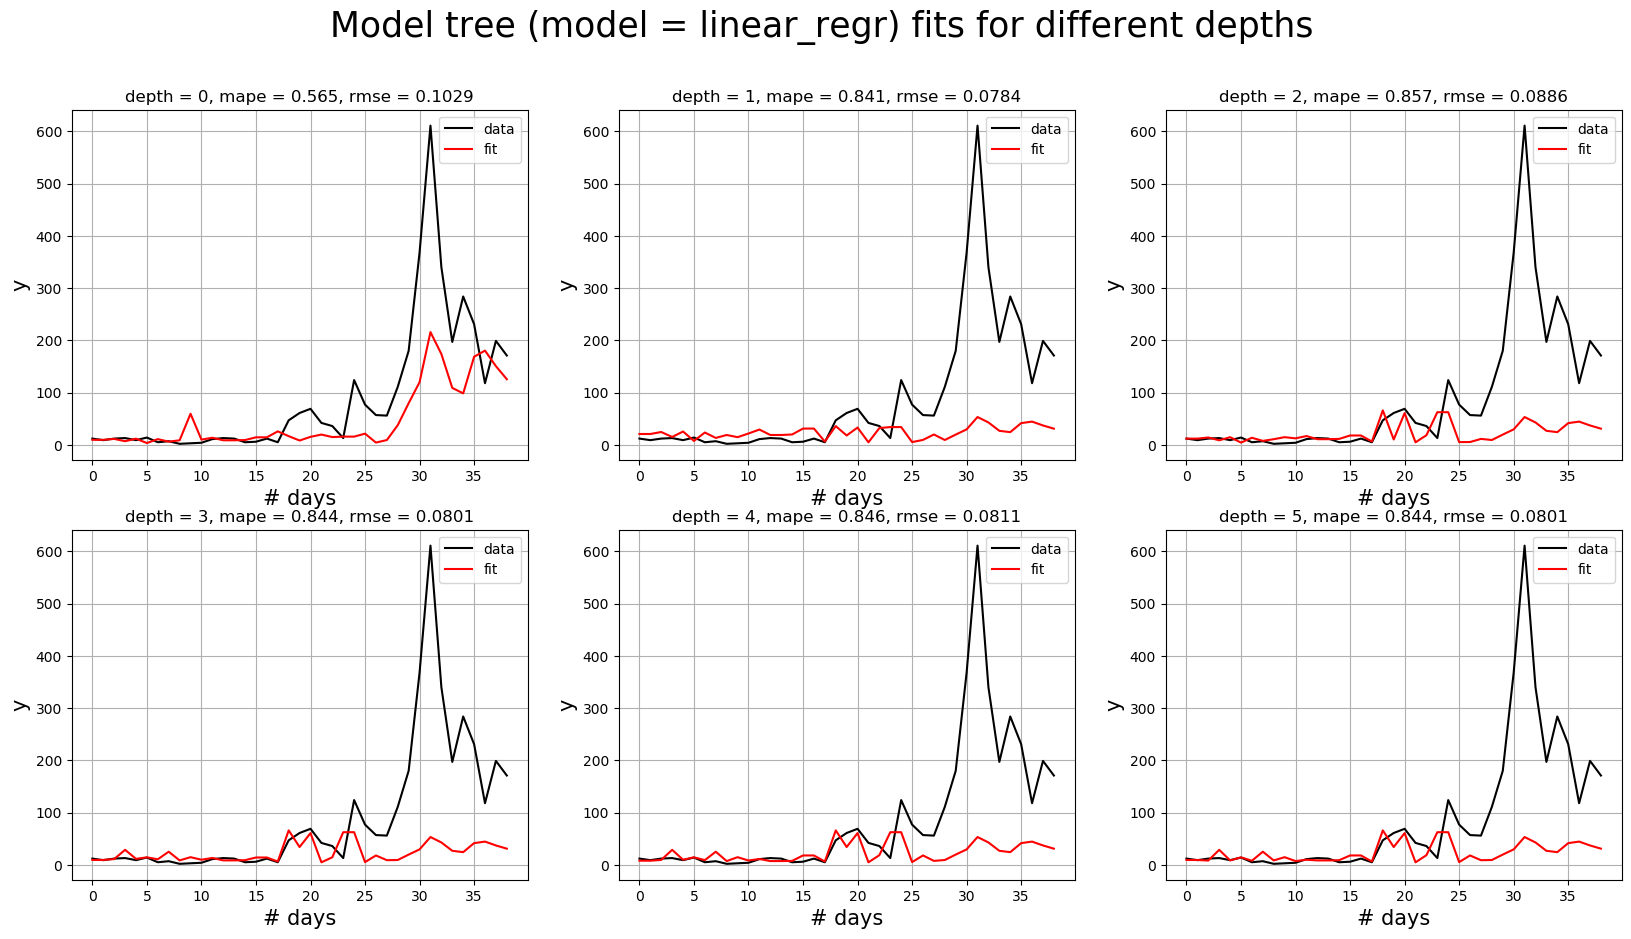 Model tree (model = linear_regr) fits for different depths
depth = 0, mape = 0.565, rmse = 0.1029
data
fit
600
500
400
300
200
100
0
y
0 5 10 15 20 25 30 35
# days
depth = 1, mape = 0.841, rmse = 0.0784
data
fit
600
500
400
300
200
100
0
y
0 5 10 15 20 25 30 35
# days
depth = 2, mape = 0.857, rmse = 0.0886
data
fit
600
500
400
300
200
100
0
y
0 5 10 15 20 25 30 35
# days
depth = 3, mape = 0.844, rmse = 0.0801
data
fit
600
500
400
300
200
100
0
y
0 5 10 15 20 25 30 35
# days
depth = 4, mape = 0.846, rmse = 0.0811
data
fit
600
500
400
300
200
100
0
y
0 5 10 15 20 25 30 35
# days
depth = 5, mape = 0.844, rmse = 0.0801
data
fit
600
500
400
300
200
100
0
y
0 5 10 15 20 25 30 35
# days